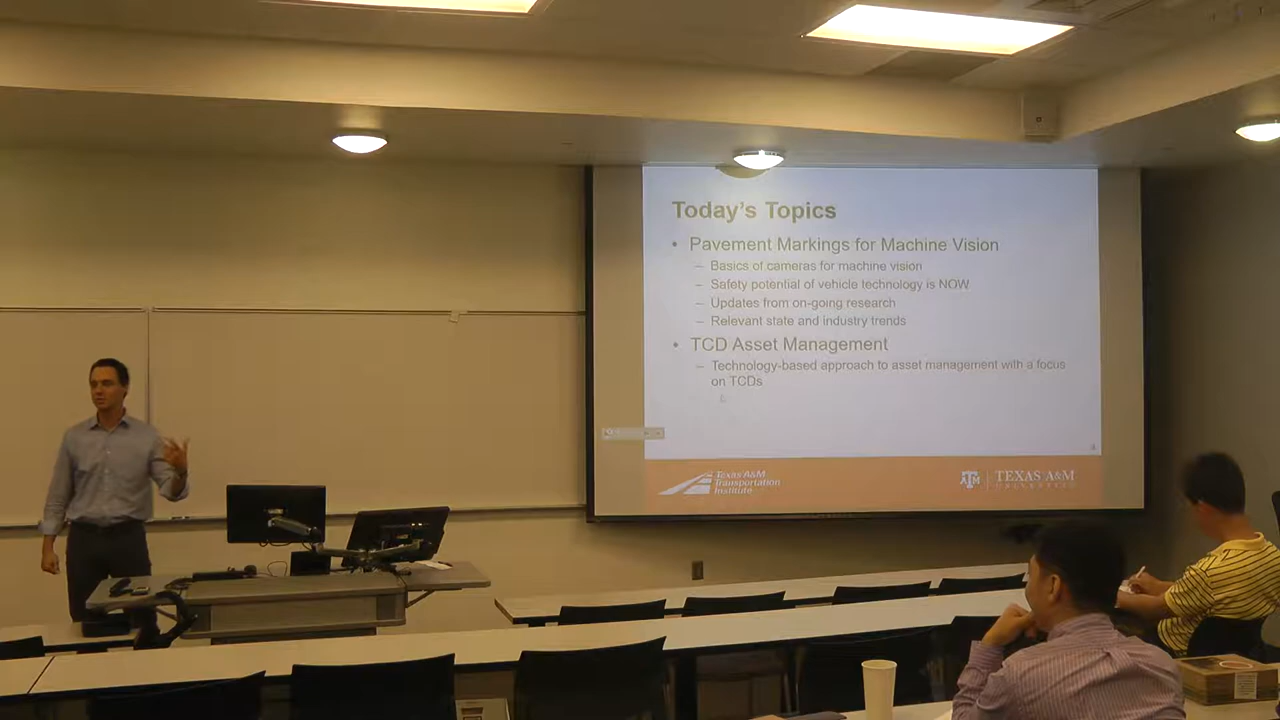 Today's Topics
• Pavement Markings for Machine Vision
– Basics of cameras for machine vision
– Safety potential of vehicle technology is NOW
– Updates from on-going research
– Relevant state and industry trends
• TCD Asset Management
– Technology-based approach to asset management with a focus
on TCDs
Texas A&M
Transportation
Institute
ATM
TEXAS A&M
UNIVERSITY